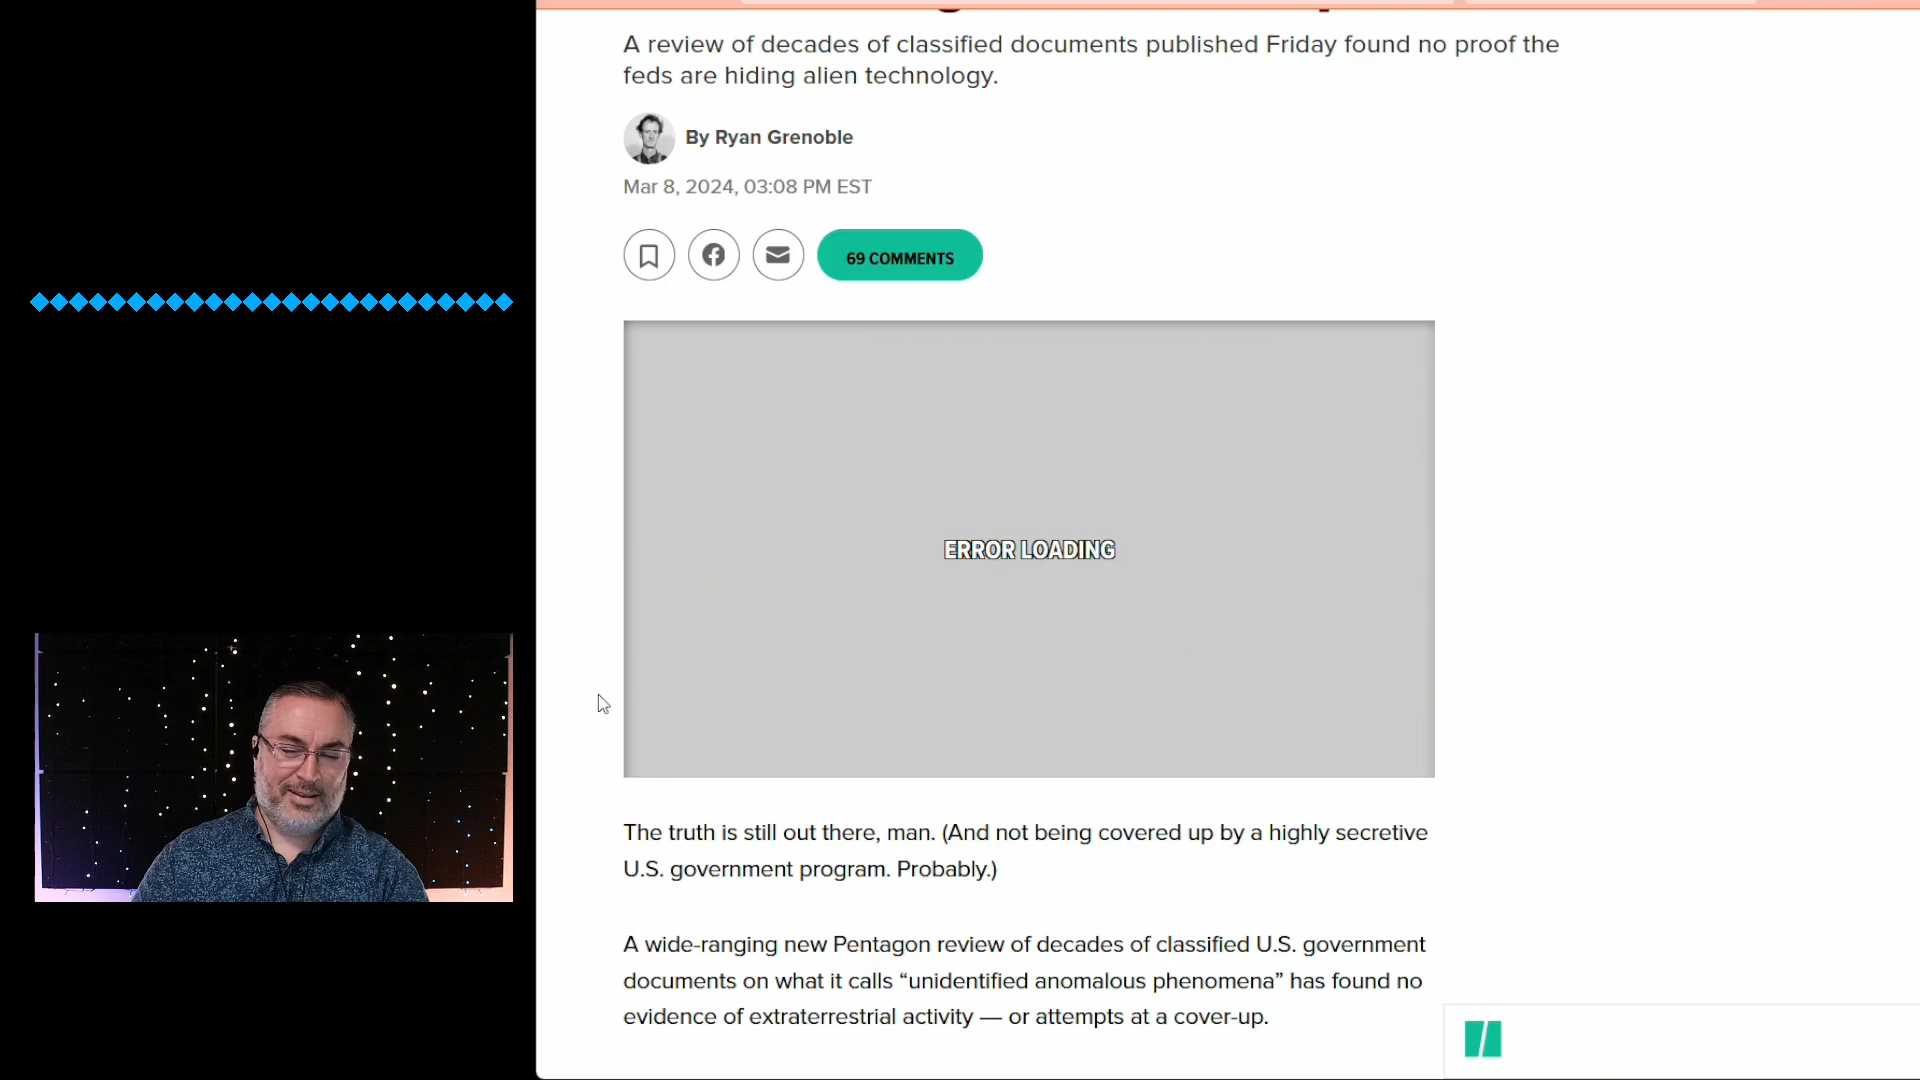 A review of decades of classified documents published Friday found no proof the
feds are hiding alien technology.
By Ryan Grenoble
Mar 8, 2024, 03:08 PM EST
69 COMMENTS
ERROR LOADING
The truth is still out there, man. (And not being covered up by a highly secretive
U.S. government program. Probably.)
A wide-ranging new Pentagon review of decades of classified U.S. government
documents on what it calls “unidentified anomalous phenomena” has found no
evidence of extraterrestrial activity — or attempts at a cover-up.